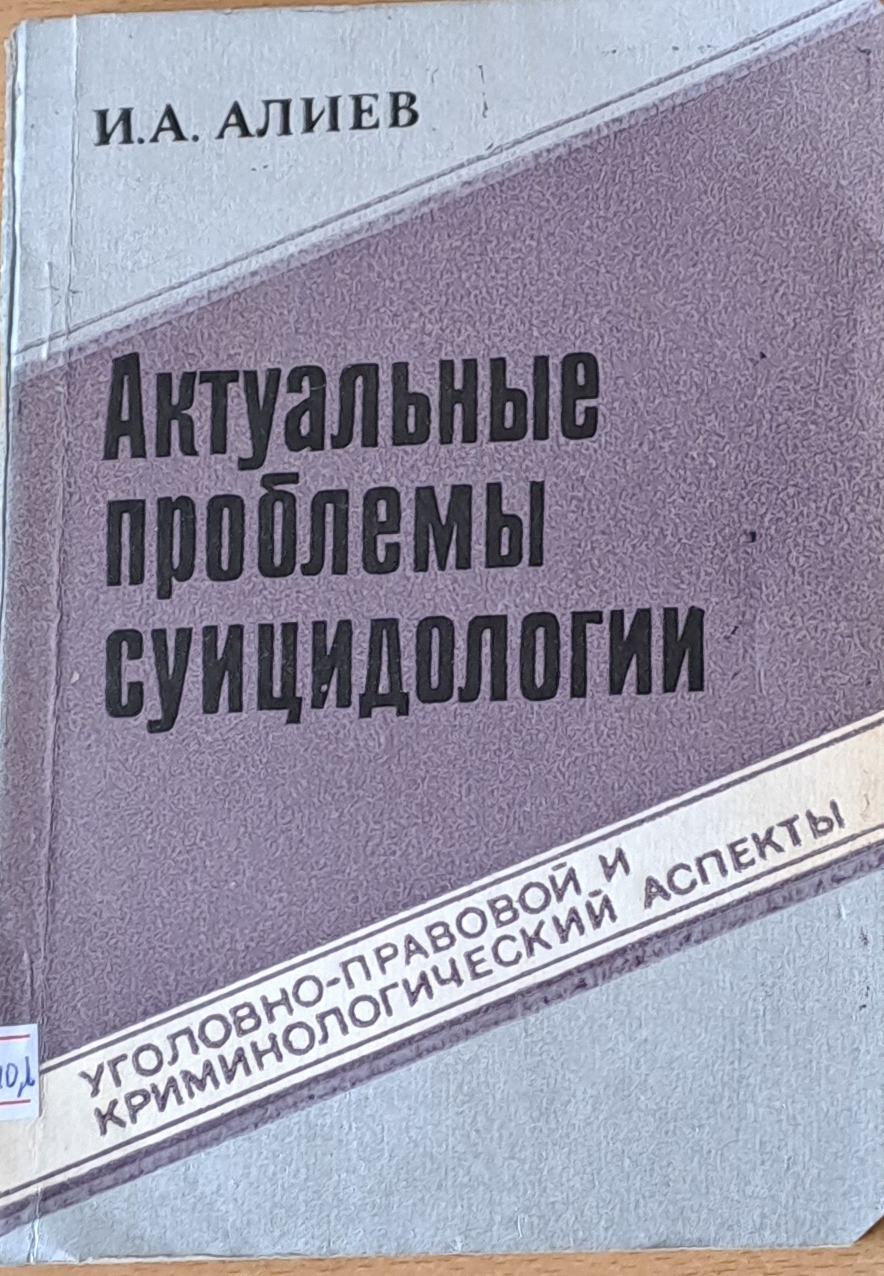 И.А. АЛИЕВ
Актуальные
проблемы
суицидологии
УГОЛОВНО-ПРАВОВОЙ И
КРИМИНОЛОГИЧЕСКИЙ АСПЕКТЫ